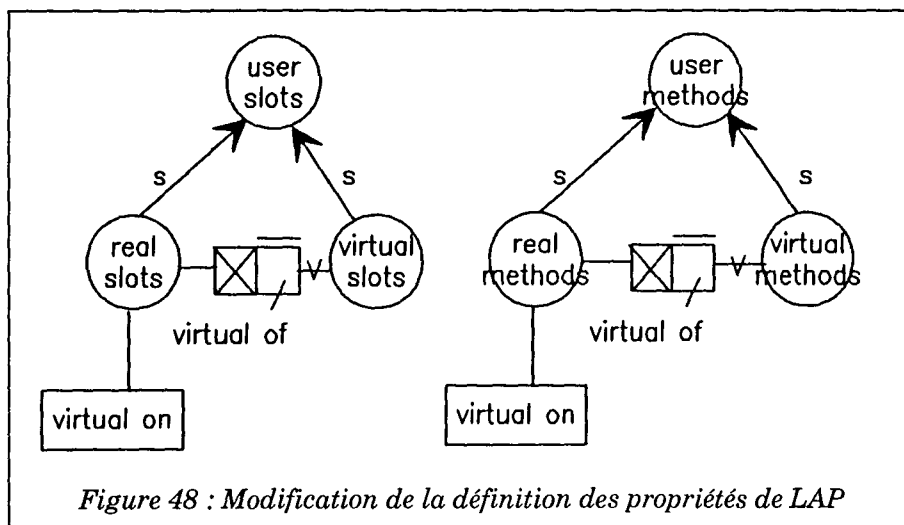 user
slots
user
methods
s
s
s
s
real
slots
virtual
slots
real
methods
virtual
methods
V
V
virtual of
virtual of
virtual on
virtual on
Figure 48 : Modification de la définition des propriétés de LAP